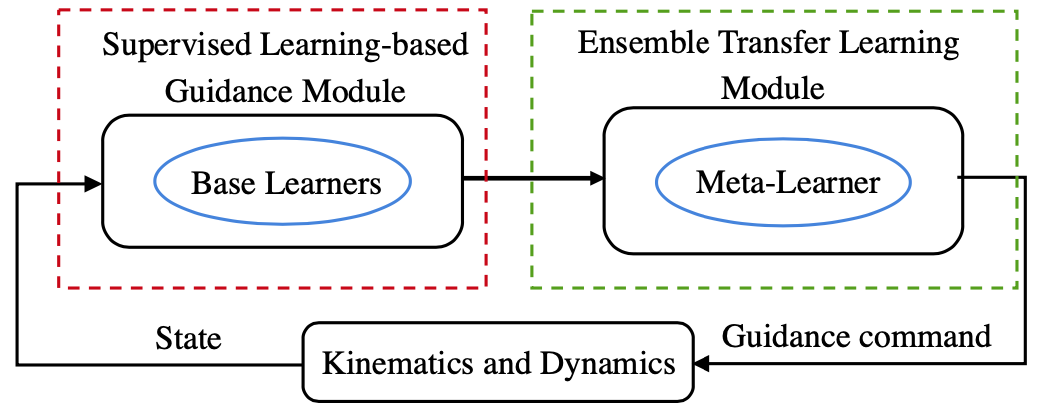 Supervised Learning-based
Guidance Module
Base Learners
Ensemble Transfer Learning
Module
Meta-Learner
State
Kinematics and Dynamics
Guidance command